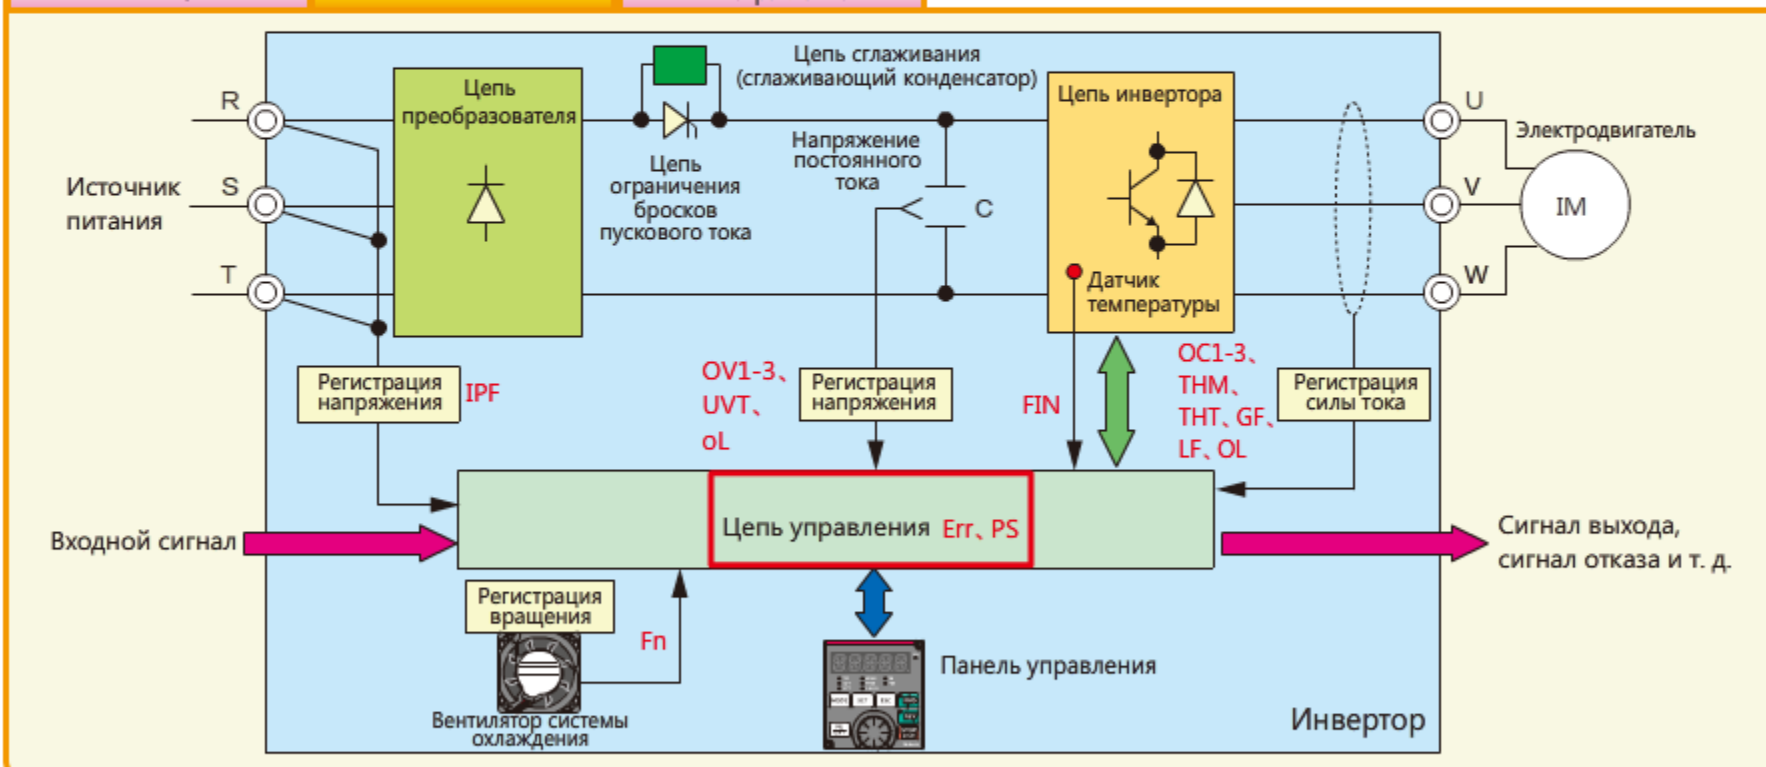 Цепь сглаживания
(сглаживающий конденсатор)
Цепь
преобразователя
Цепь инвертора
R
U
Электродвигатель
Напряжение
постоянного
тока
Цепь
ограничения
бросков
пускового тока
Источник
питания
S
C
V
IM
T
Датчик
температуры
W
Регистрация
напряжения
IPF
OV1-3、
UVT、
oL
Регистрация
напряжения
FIN
OC1-3、
THM、
THT、GF、
LF、OL
Регистрация
силы тока
Входной сигнал
Цепь управления Err、PS
Сигнал выхода,
сигнал отказа и т. д.
Регистрация
вращения
Fn
Вентилятор системы
охлаждения
Панель управления
Инвертор